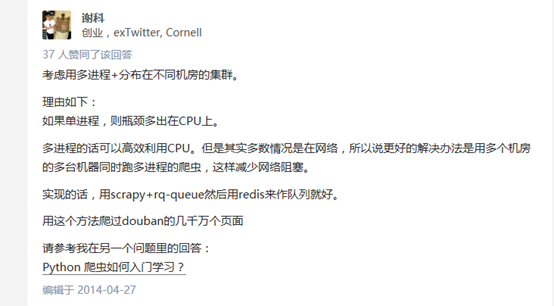 谢科
创业，exTwitter, Cornell
37 人赞同了该回答
考虑用多进程+分布在不同机房的集群。
理由如下：
如果单进程，则瓶颈多出在CPU上。
多进程的话可以高效利用CPU。但是其实多数情况是在网络，所以说更好的解决办法是用多个机房
的多台机器同时跑多进程的爬虫，这样减少网络阻塞。
实现的话，用scrapy+rq-queue然后用redis来作队列就好。
用这个方法爬过douban的几千万个页面
请参考我在另一个问题里的回答：
Python 爬虫如何入门学习？
编辑于 2014-04-27